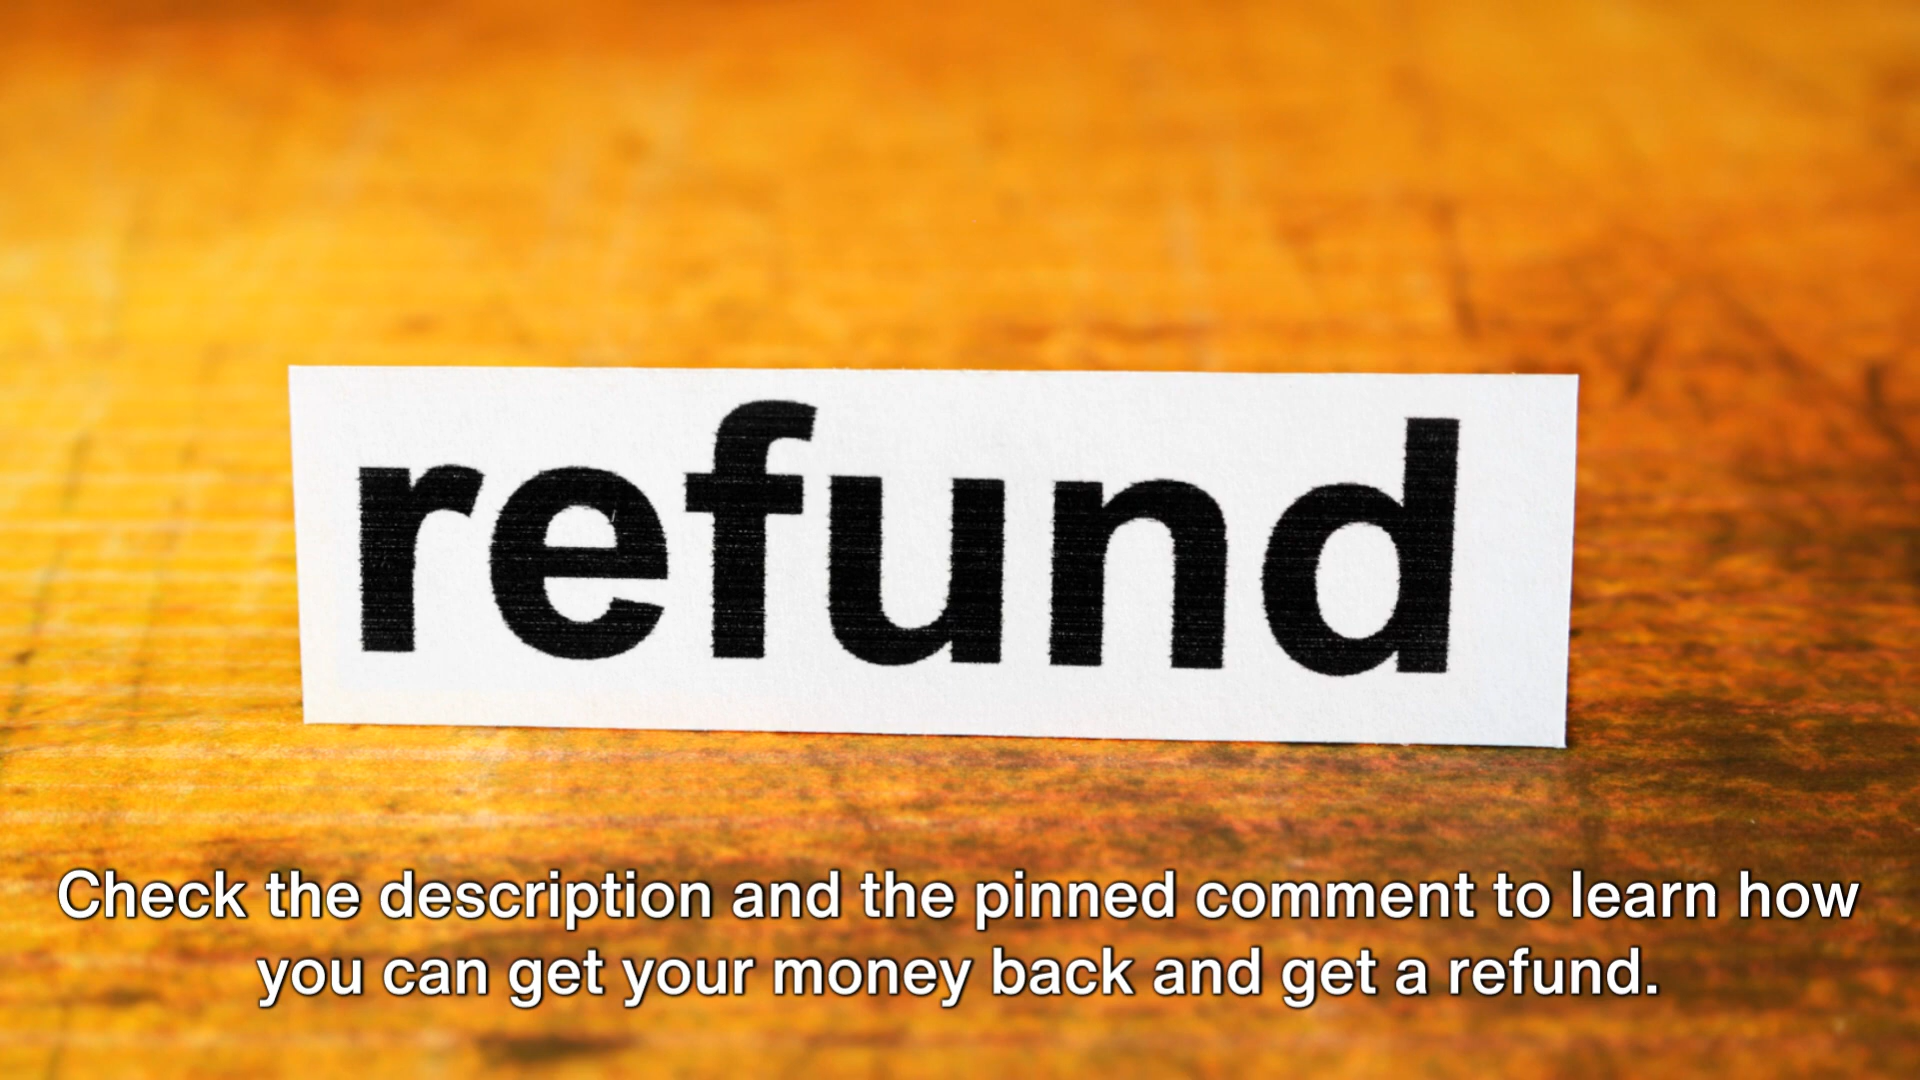 refund
Check the description and the pinned comment to learn how
you can get your money back and get a refund.